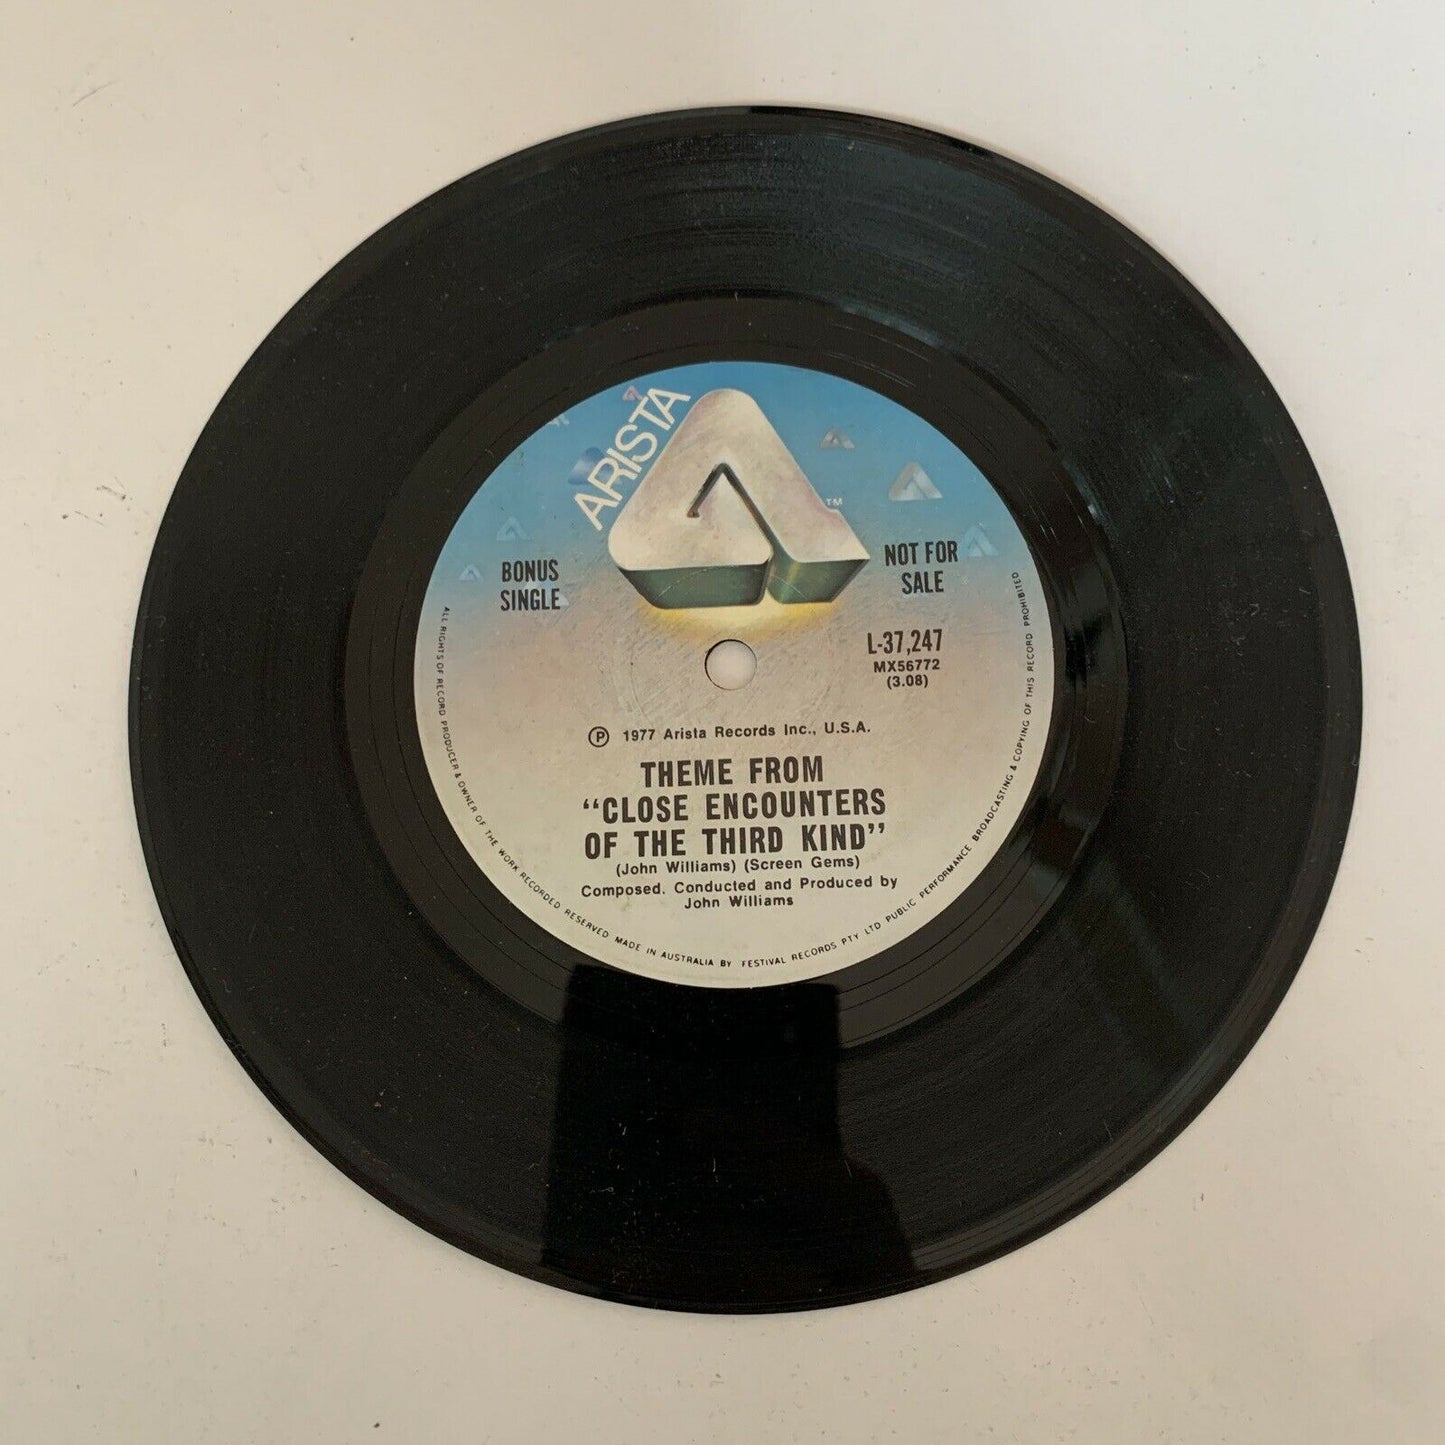 ARISTA
TM
BONUS
SINGLE
NOT FOR
SALE
L-37,247
MX56772
(3.08)
Ⓟ 1977 Arista Records Inc., U.S.A.
THEME FROM
“CLOSE ENCOUNTERS
OF THE THIRD KIND”
(John Williams) (Screen Gems)
Composed. Conducted and Produced by
John Williams
ALL RIGHTS OF RECORD PRODUCER & OWNER OF THE WORK RECORDED RESERVED MADE IN AUSTRALIA BY FESTIVAL RECORDS PTY LTD PUBLIC PERFORMANCE BROADCASTING & COPYING OF THIS RECORD PROHIBITED